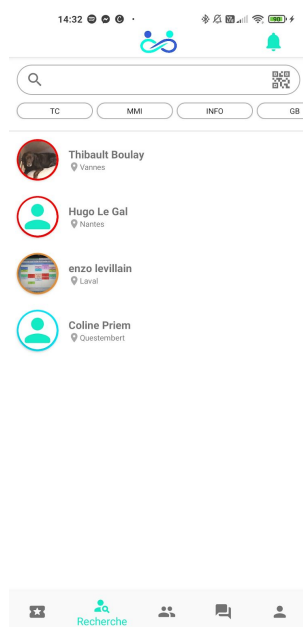 14:32
90
TC MMI INFO GB
Thibault Boulay
Vannes
Hugo Le Gal
Nantes
enzo levillain
Laval
Coline Priem
Questembert
Recherche